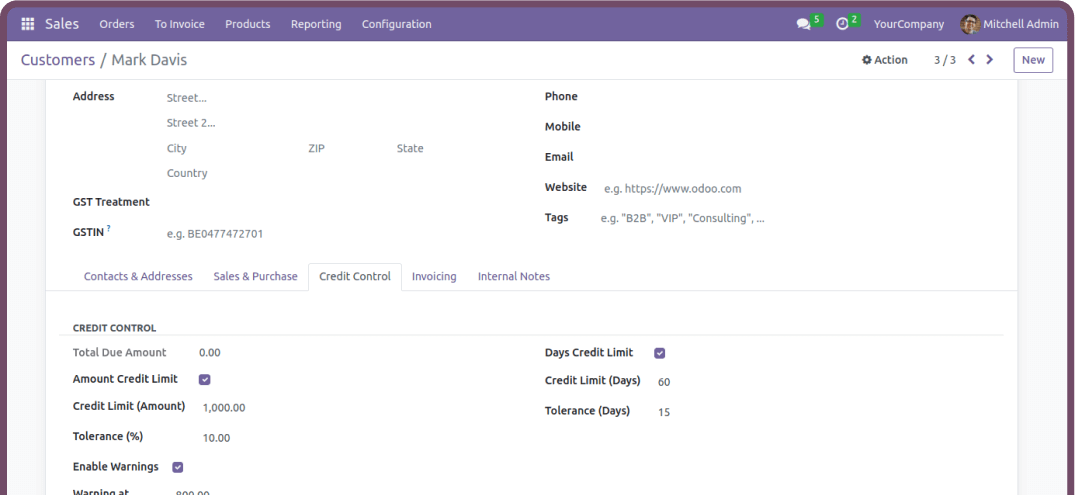 Sales Orders To Invoice Products Reporting Configuration 5 2 YourCompany Mitchell Admin
Customers / Mark Davis Action 3 / 3 New
Address Street... Phone
Street 2... Mobile
City ZIP State
Email
Country
Website e.g. https://www.odoo.com
GST Treatment
Tags e.g. "B2B", "VIP", "Consulting", ...
GSTIN ? e.g. BE0477472701
Contacts & Addresses Sales & Purchase Credit Control Invoicing Internal Notes
CREDIT CONTROL
Total Due Amount 0.00 Days Credit Limit
Amount Credit Limit Credit Limit (Days) 60
Credit Limit (Amount) 1,000.00 Tolerance (Days) 15
Tolerance (%) 10.00
Enable Warnings
Warning at 800.00